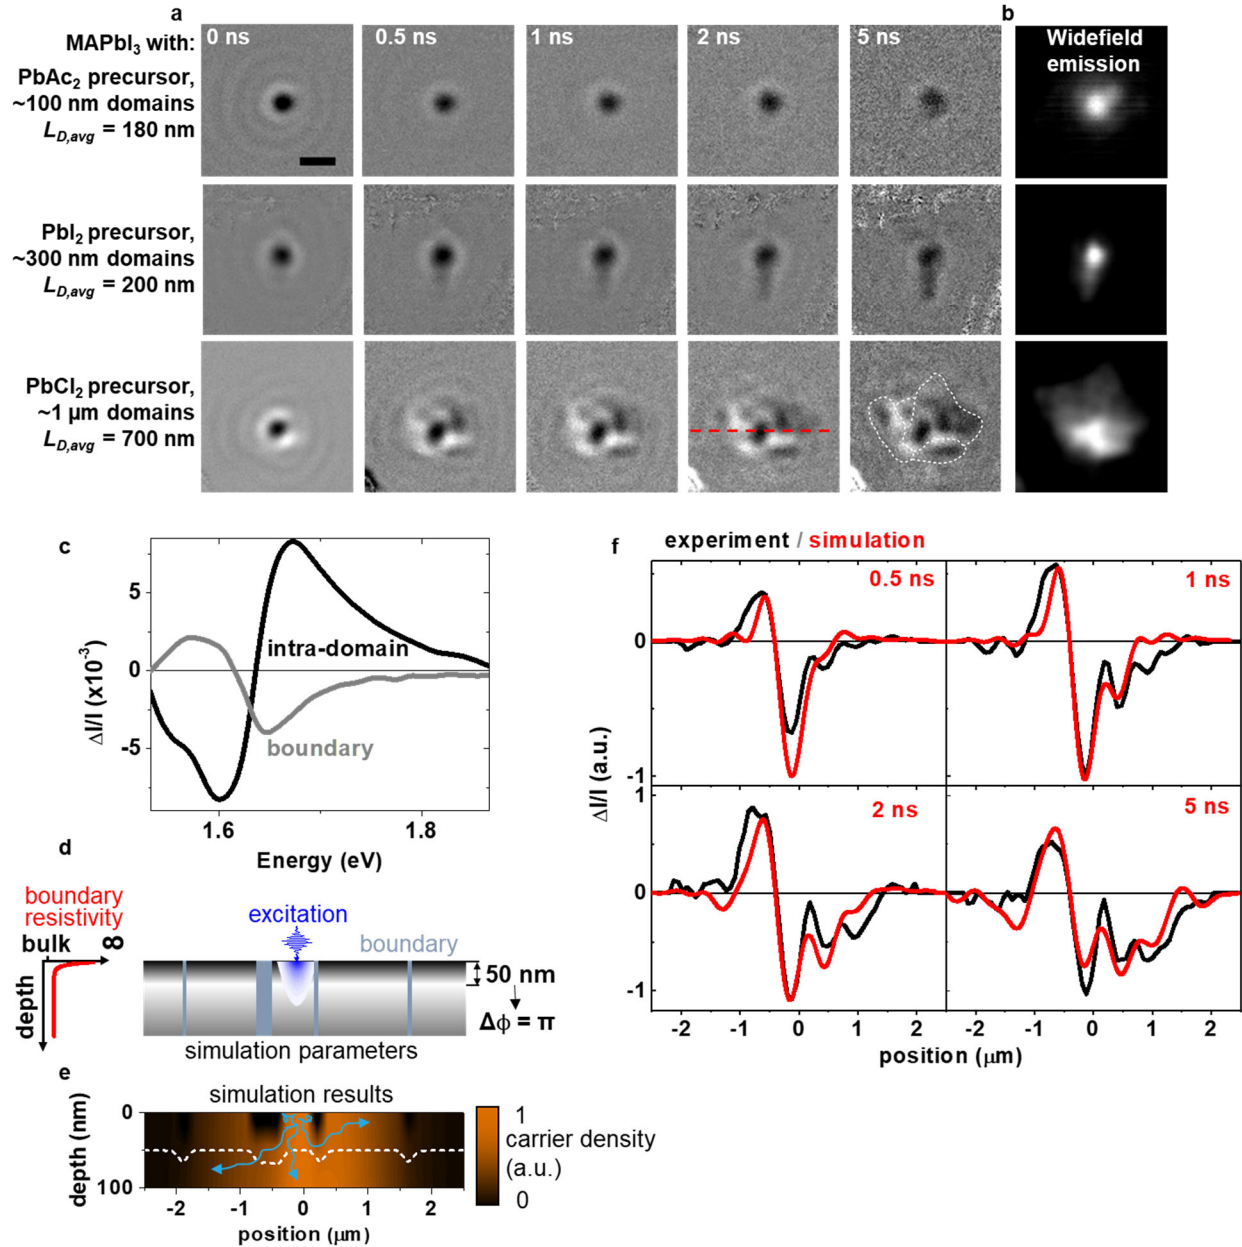 a
b
MAPbI3 with:
0 ns
0.5 ns
1 ns
2 ns
5 ns
Widefield
emission
PbAc2 precursor,
~100 nm domains
LD,avg = 180 nm
PbI2 precursor,
~300 nm domains
LD,avg = 200 nm
PbCl2 precursor,
~1 µm domains
LD,avg = 700 nm
c
5
0
-5
ΔI/I (x10-3)
intra-domain
boundary
1.6
1.8
Energy (eV)
d
boundary
resistivity
bulk
∞
depth
excitation
boundary
50 nm
Δϕ = π
simulation parameters
e
simulation results
0
100
depth (nm)
-2
-1
0
1
2
position (µm)
1
carrier density
(a.u.)
0
f
experiment / simulation
0.5 ns
1 ns
0
-1
2 ns
5 ns
1
0
-1
ΔI/I (a.u.)
-2
-1
0
1
2
-2
-1
0
1
2
position (µm)